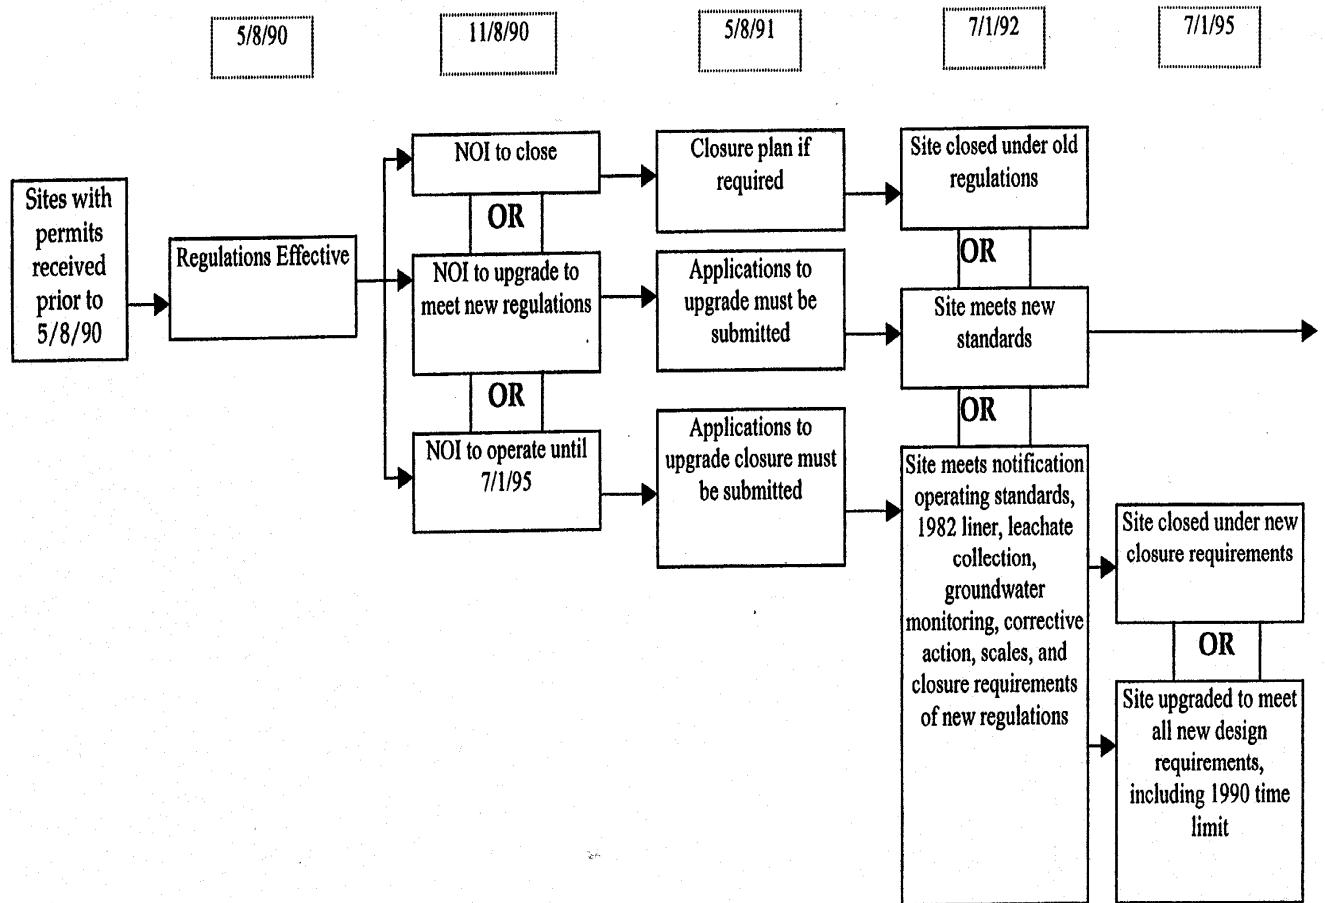 5/8/90
11/8/90
5/8/91
7/1/92
7/1/95
Sites with
permits
received
prior to
5/8/90
Regulations Effective
NOI to close
OR
NOI to upgrade to
meet new regulations
OR
NOI to operate until
7/1/95
Closure plan if
required
Applications to
upgrade must be
submitted
Applications to
upgrade closure must
be submitted
Site closed under old
regulations
OR
Site meets new
standards
OR
Site meets notification
operating standards,
1982 liner, leachate
collection,
groundwater
monitoring, corrective
action, scales, and
closure requirements
of new regulations
Site closed under new
closure requirements
OR
Site upgraded to meet
all new design
requirements,
including 1990 time
limit